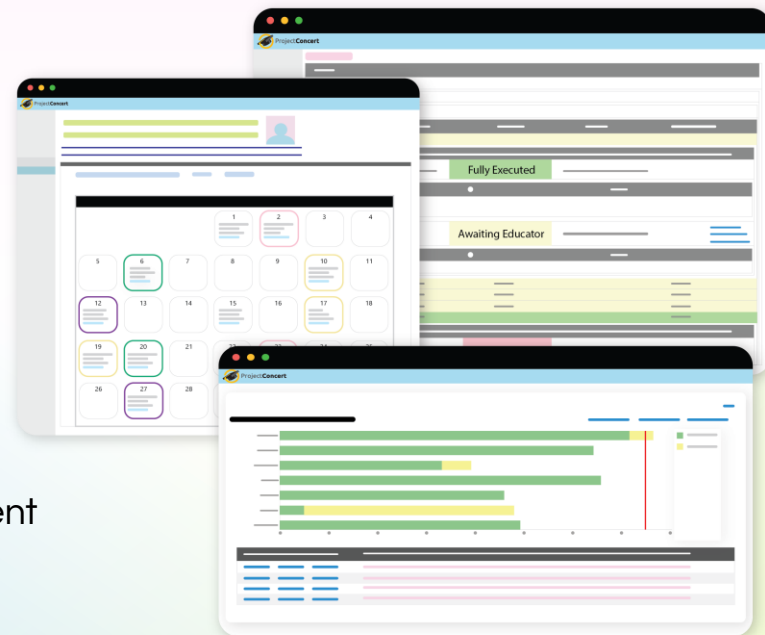 ProjectConcert
ProjectConcert
Fully Executed
Awaiting Educator
1 2 3 4
5 6 7 8 9 10 11
12 13 14 15 16 17 18
19 20 21
26 27 28
ProjectConcert
ent